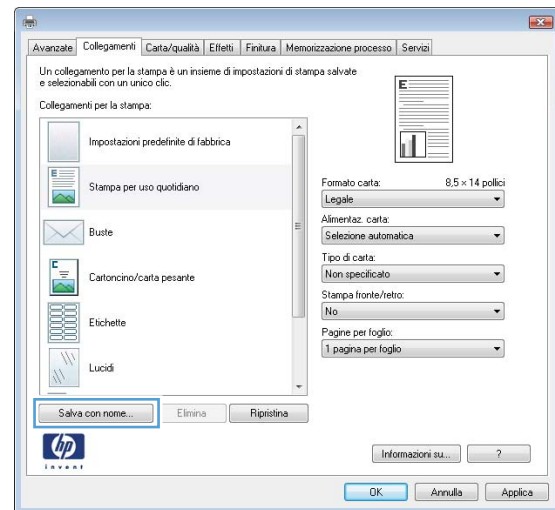 Avanzate Collegamenti Carta/qualità Effetti Finitura Memorizzazione processo Servizi
Un collegamento per la stampa è un insieme di impostazioni di stampa salvate
e selezionabili con un unico clic.
Collegamenti per la stampa:
Impostazioni predefinite di fabbrica
Stampa per uso quotidiano
Buste
Cartoncino/carta pesante
Etichette
Lucidi
Salva con nome... Elimina Ripristina
E
Formato carta: 8,5 × 14 pollici
Legale
Alimentaz. carta:
Selezione automatica
Tipo di carta:
Non specificato
Stampa fronte/retro:
No
Pagine per foglio:
1 pagina per foglio
hp
invent
Informazioni su... ?
OK Annulla Applica